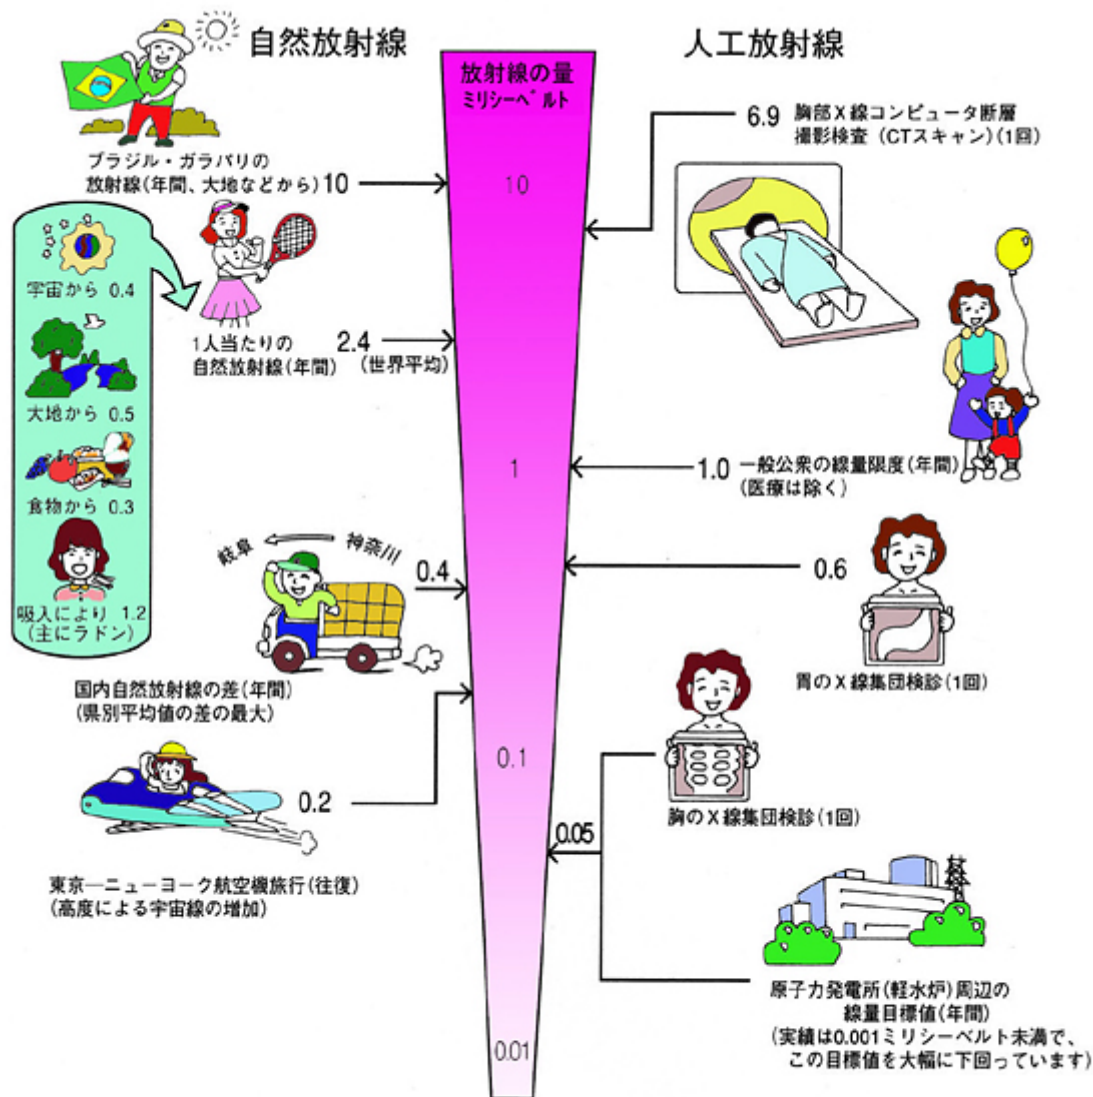 自然放射線
人工放射線
放射線の量
ミリシーベルト
10
1
0.1
0.01
ブラジル・ガラパリの
放射線(年間、大地などから)10
宇宙から 0.4
大地から 0.5
食物から 0.3
吸入により 1.2
(主にラドン)
1人当たりの
自然放射線(年間)
2.4
(世界平均)
岐阜
神奈川
0.4
国内自然放射線の差(年間)
(県別平均値の差の最大)
0.2
東京―ニューヨーク航空機旅行(往復)
(高度による宇宙線の増加)
6.9 胸部X線コンピュータ断層
撮影検査(CTスキャン)(1回)
1.0 一般公衆の線量限度(年間)
(医療は除く)
0.6
胃のX線集団検診(1回)
胸のX線集団検診(1回)
0.05
原子力発電所(軽水炉)周辺の
線量目標値(年間)
(実績は0.001ミリシーベルト未満で、
この目標値を大幅に下回っています)